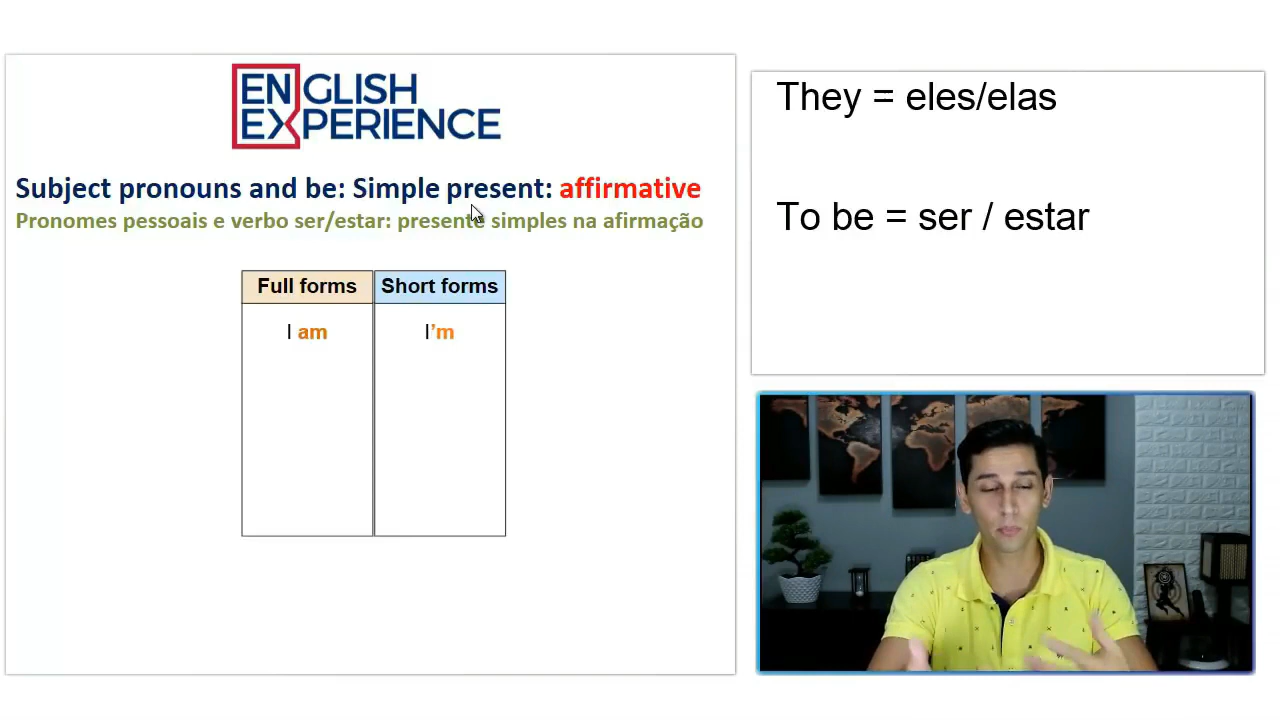 ENGLISH
EXPERIENCE
Subject pronouns and be: Simple present: affirmative
Pronomes pessoais e verbo ser/estar: presente simples na afirmação
Full forms Short forms
I am I’m
They = eles/elas
To be = ser / estar